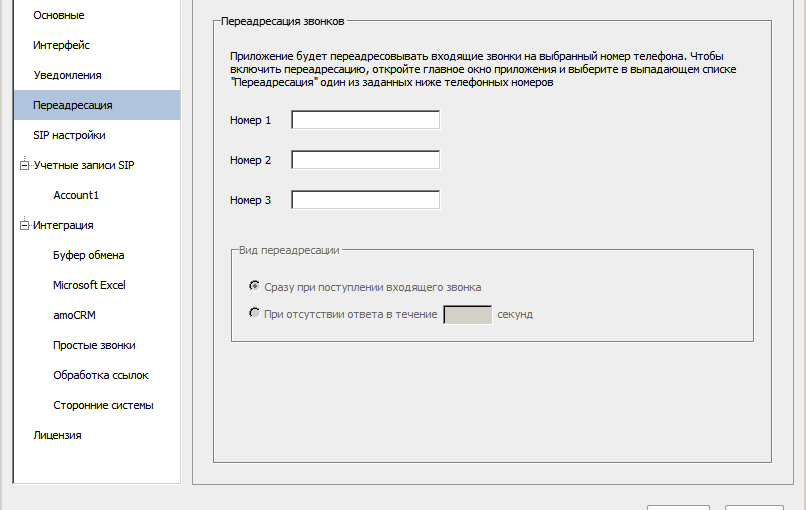 Основные
Интерфейс
Уведомления
Переадресация
SIP настройки
Учетные записи SIP
Account1
Интеграция
Буфер обмена
Microsoft Excel
amoCRM
Простые звонки
Обработка ссылок
Сторонние системы
Лицензия
Переадресация звонков
Приложение будет переадресовывать входящие звонки на выбранный номер телефона. Чтобы
включить переадресацию, откройте главное окно приложения и выберите в выпадающем списке
"Переадресация" один из заданных ниже телефонных номеров
Номер 1
Номер 2
Номер 3
Вид переадресации
Сразу при поступлении входящего звонка
При отсутствии ответа в течение секунд